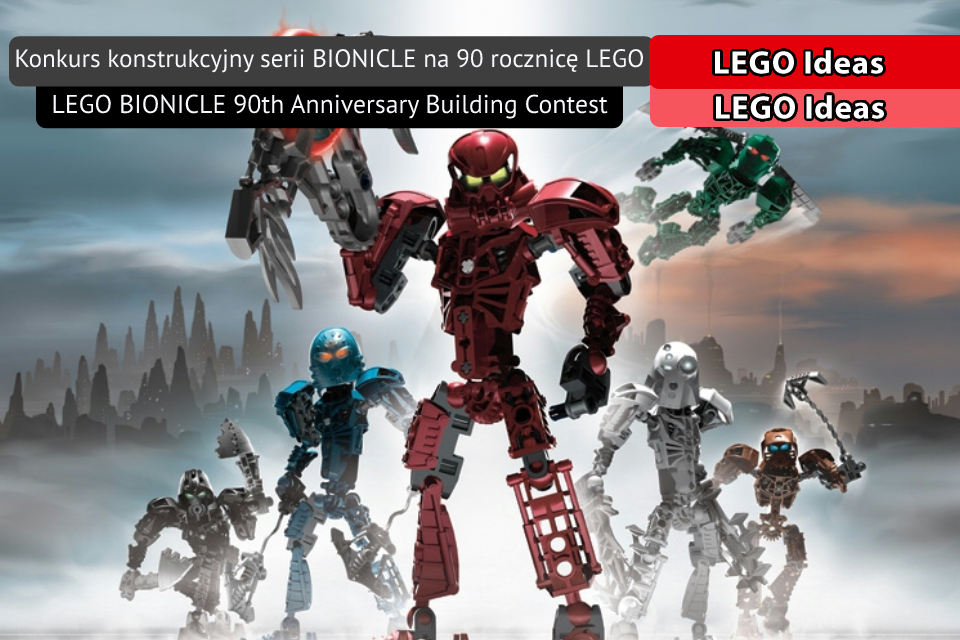 Konkurs konstrukcyjny serii BIONICLE na 90 rocznicę LEGO
LEGO Ideas
LEGO BIONICLE 90th Anniversary Building Contest
LEGO Ideas